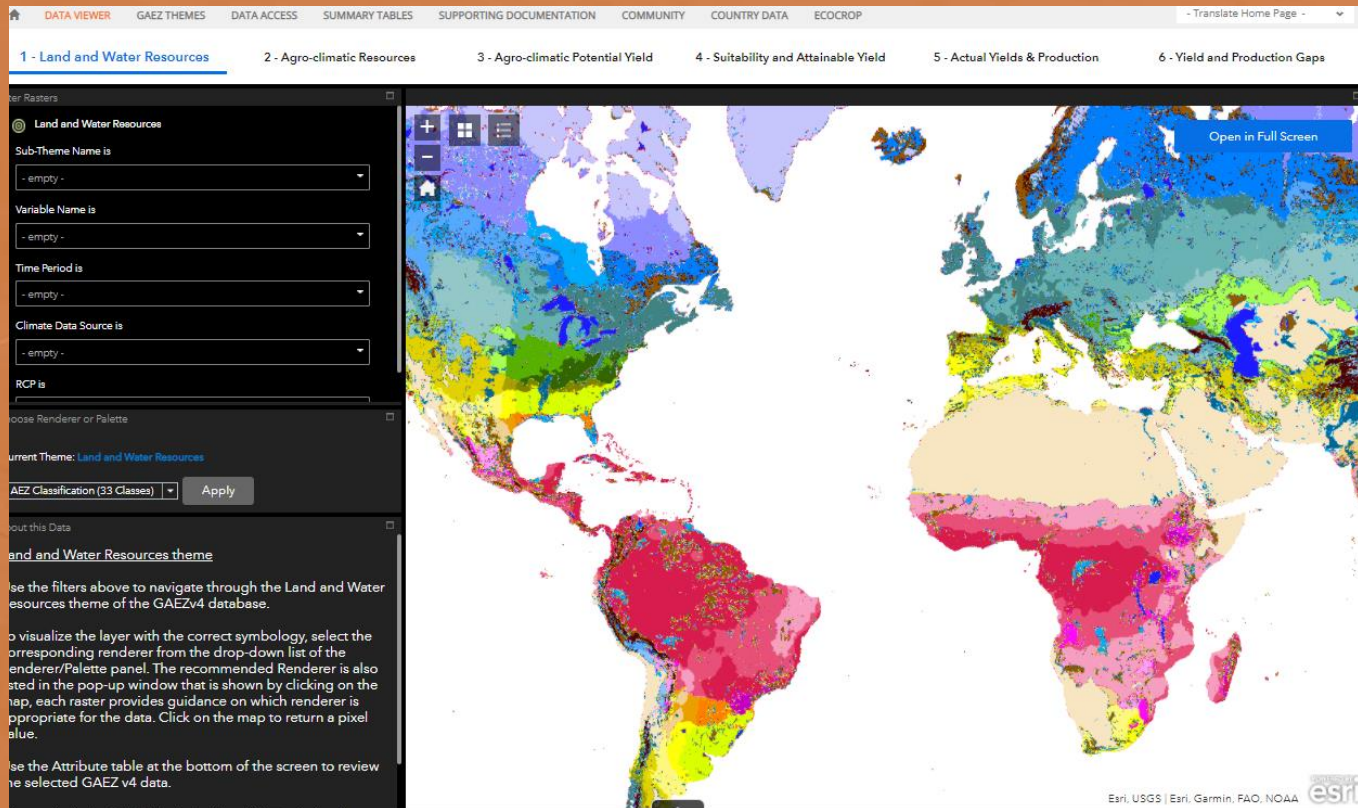 DATA VIEWER GAEZ THEMES DATA ACCESS SUMMARY TABLES SUPPORTING DOCUMENTATION COMMUNITY COUNTRY DATA ECOCROP - Translate Home Page -
1 - Land and Water Resources 2 - Agro-climatic Resources 3 - Agro-climatic Potential Yield 4 - Suitability and Attainable Yield 5 - Actual Yields & Production 6 - Yield and Production Gaps
ter Rasters
Land and Water Resources
Sub-Theme Name is
- empty -
Variable Name is
- empty -
Time Period is
- empty -
Climate Data Source is
- empty -
RCP is
oose Renderer or Palette
urrent Theme: Land and Water Resources
AEZ Classification (33 Classes) Apply
out this Data
and and Water Resources theme
se the filters above to navigate through the Land and Water
esources theme of the GAEZv4 database.
o visualize the layer with the correct symbology, select the
orresponding renderer from the drop-down list of the
enderer/Palette panel. The recommended Renderer is also
sted in the pop-up window that is shown by clicking on the
ap, each raster provides guidance on which renderer is
ppropriate for the data. Click on the map to return a pixel
alue.
se the Attribute table at the bottom of the screen to review
he selected GAEZ v4 data.
+
−
Open in Full Screen
Esri, USGS | Esri, Garmin, FAO, NOAA esri